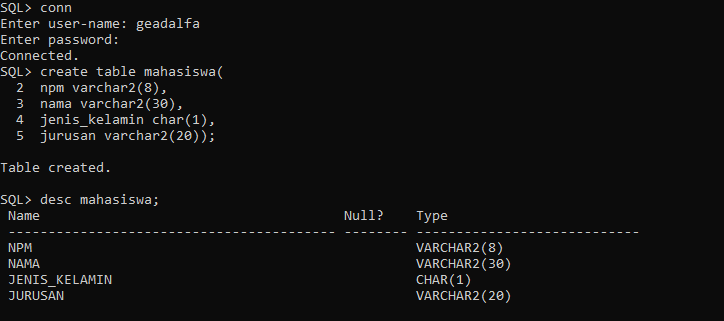 SQL> conn
Enter user-name: geadalfa
Enter password:
Connected.
SQL> create table mahasiswa(
  2  npm varchar2(8),
  3  nama varchar2(30),
  4  jenis_kelamin char(1),
  5  jurusan varchar2(20));

Table created.

SQL> desc mahasiswa;
 Name                                      Null?    Type
 ----------------------------------------- -------- ----------------------------
 NPM                                                VARCHAR2(8)
 NAMA                                               VARCHAR2(30)
 JENIS_KELAMIN                                      CHAR(1)
 JURUSAN                                            VARCHAR2(20)